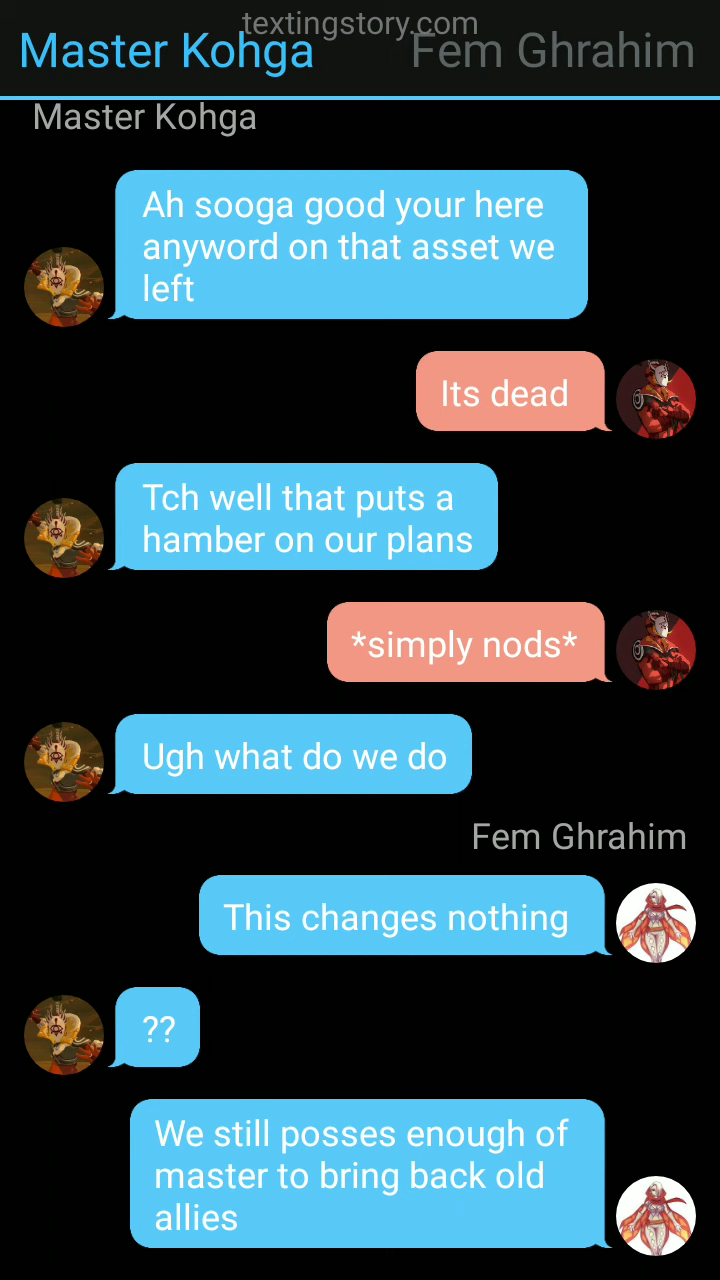 textingstory.com
Master Kohga
Fem Ghrahim
Master Kohga
Ah sooga good your here
anyword on that asset we
left
Its dead
Tch well that puts a
hamber on our plans
*simply nods*
Ugh what do we do
Fem Ghrahim
This changes nothing
??
We still posses enough of
master to bring back old
allies